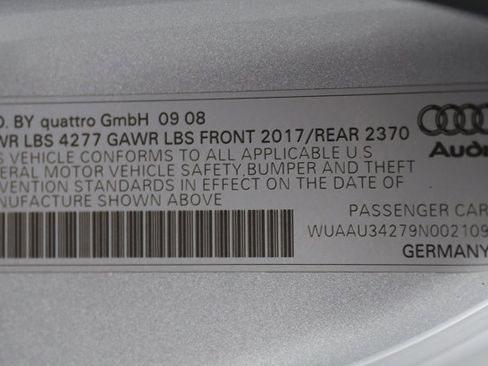 D. BY quattro GmbH 09 08
WR LBS 4277 GAWR LBS FRONT 2017/REAR 2370
S VEHICLE CONFORMS TO ALL APPLICABLE U S
ERAL MOTOR VEHICLE SAFETY, BUMPER AND THEFT
VENTION STANDARDS IN EFFECT ON THE DATE OF
NUFACTURE SHOWN ABOVE
Audi
PASSENGER CAR
WUAAU34279N002109
GERMANY